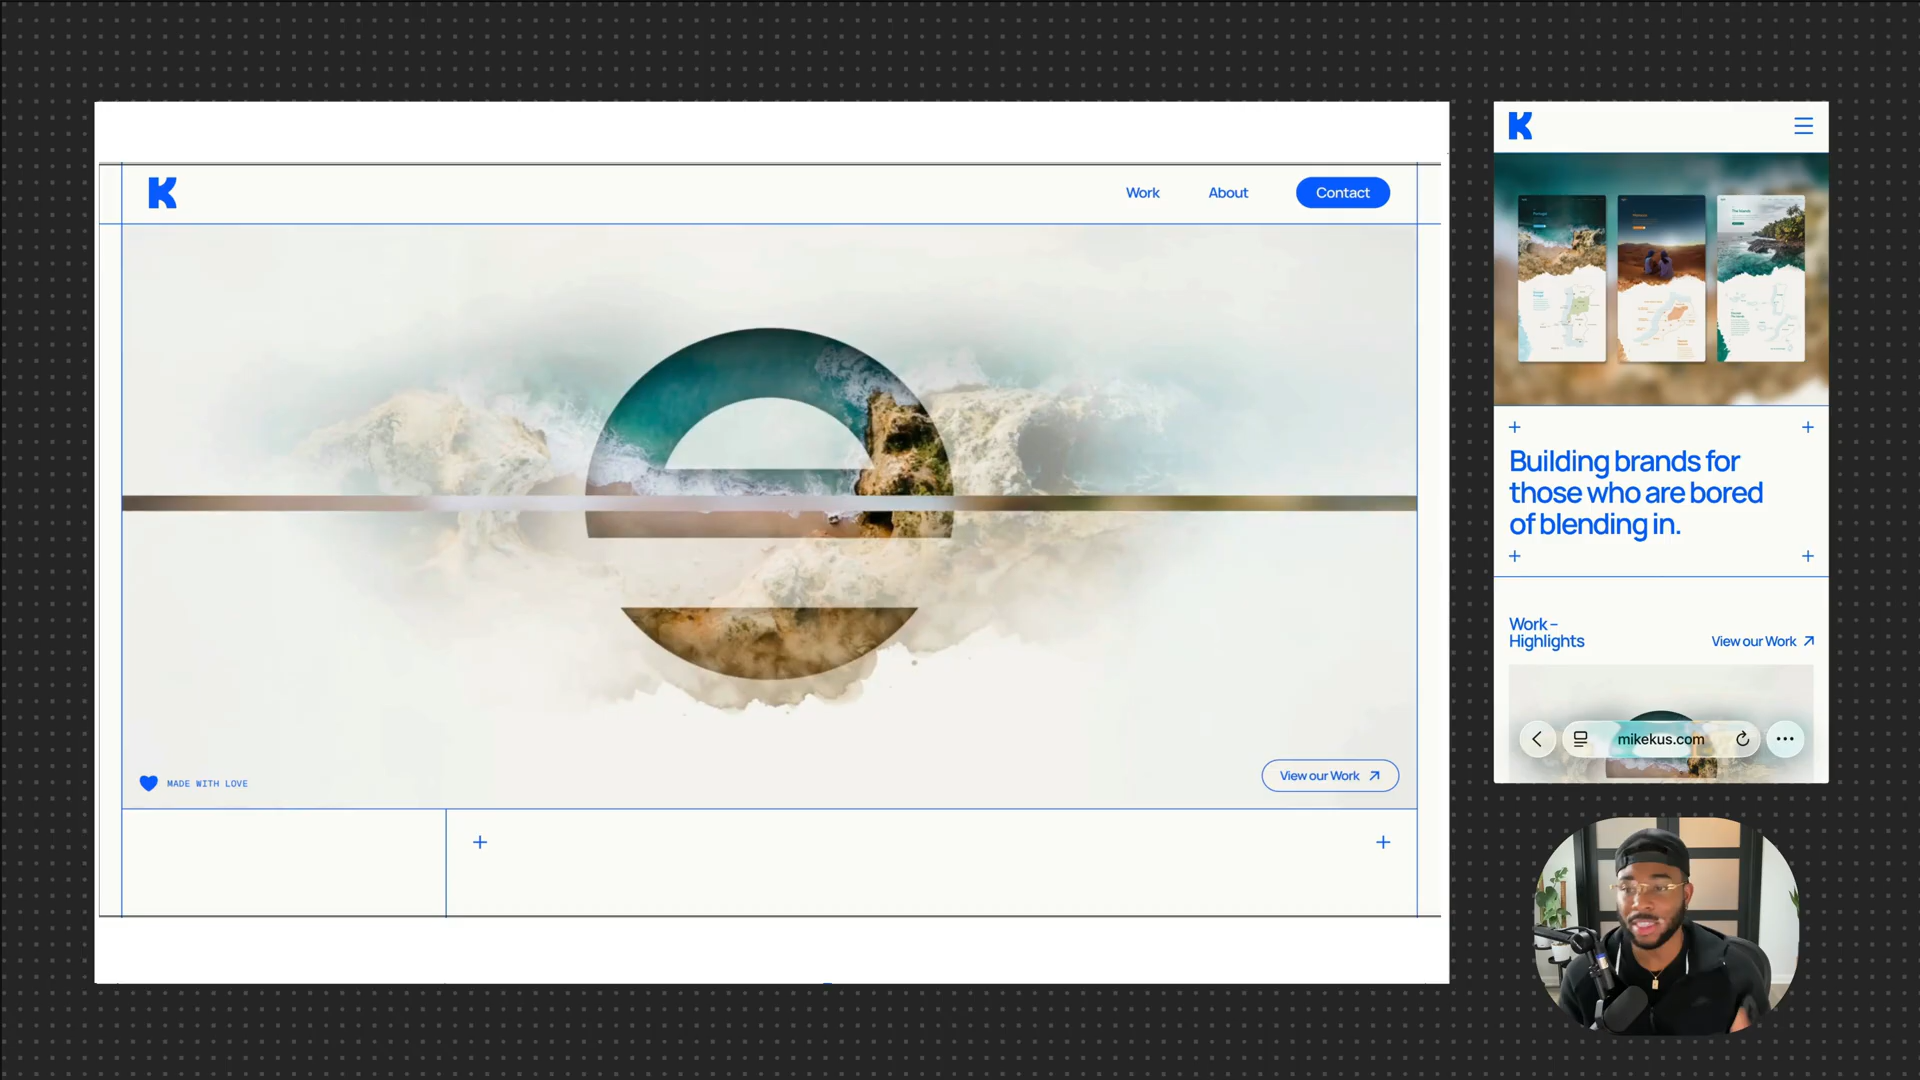 K
Work
About
Contact
MADE WITH LOVE
View our Work
K
Building brands for
those who are bored
of blending in.
Work –
Highlights
View our Work
mikekus.com